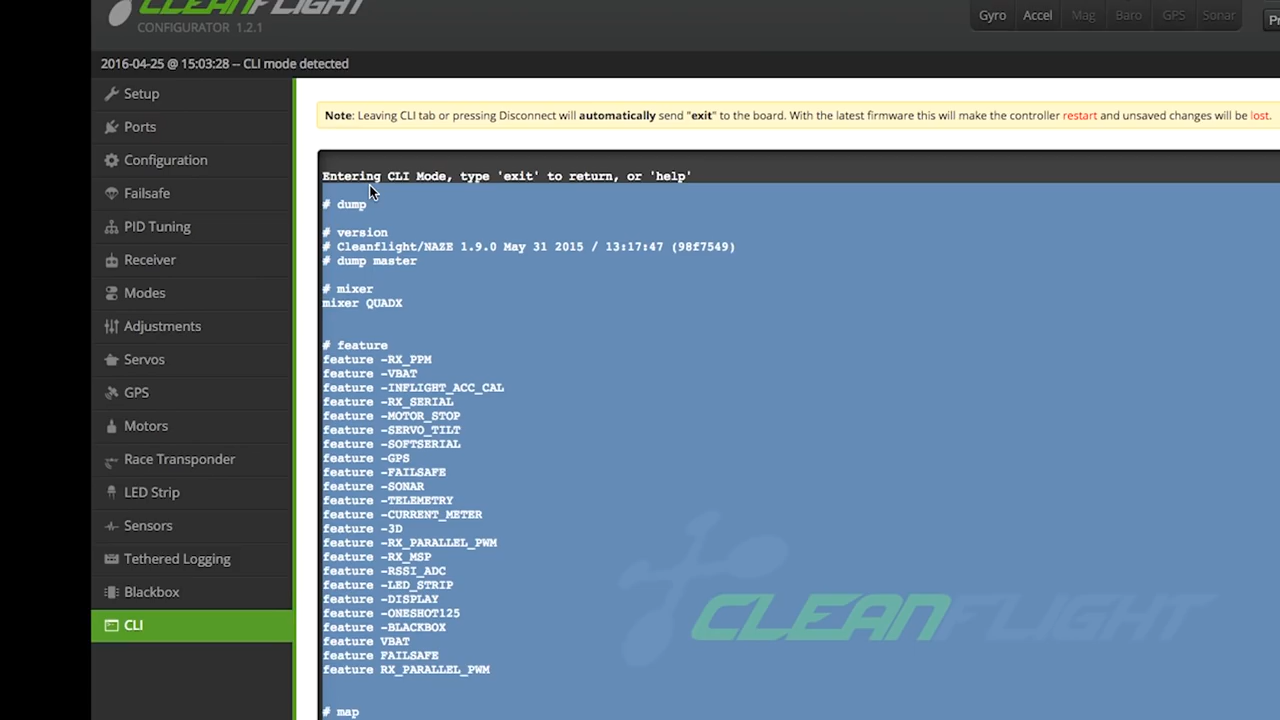 CLEANFLIGHT
CONFIGURATOR 1.2.1
Gyro Accel Mag Baro GPS Sonar
2016-04-25 @ 15:03:28 -- CLI mode detected
Setup
Ports
Configuration
Failsafe
PID Tuning
Receiver
Modes
Adjustments
Servos
GPS
Motors
Race Transponder
LED Strip
Sensors
Tethered Logging
Blackbox
CLI
Note: Leaving CLI tab or pressing Disconnect will automatically send "exit" to the board. With the latest firmware this will make the controller restart and unsaved changes will be lost.
Entering CLI Mode, type 'exit' to return, or 'help'
# dump
# version
# Cleanflight/NAZE 1.9.0 May 31 2015 / 13:17:47 (98f7549)
# dump master
# mixer
mixer QUADX
# feature
feature -RX_PPM
feature -VBAT
feature -INFLIGHT_ACC_CAL
feature -RX_SERIAL
feature -MOTOR_STOP
feature -SERVO_TILT
feature -SOFTSERIAL
feature -GPS
feature -FAILSAFE
feature -SONAR
feature -TELEMETRY
feature -CURRENT_METER
feature -3D
feature -RX_PARALLEL_PWM
feature -RX_MSP
feature -RSSI_ADC
feature -LED_STRIP
feature -DISPLAY
feature -ONESHOT125
feature -BLACKBOX
feature VBAT
feature FAILSAFE
feature RX_PARALLEL_PWM
# map
CLEANFLIGHT